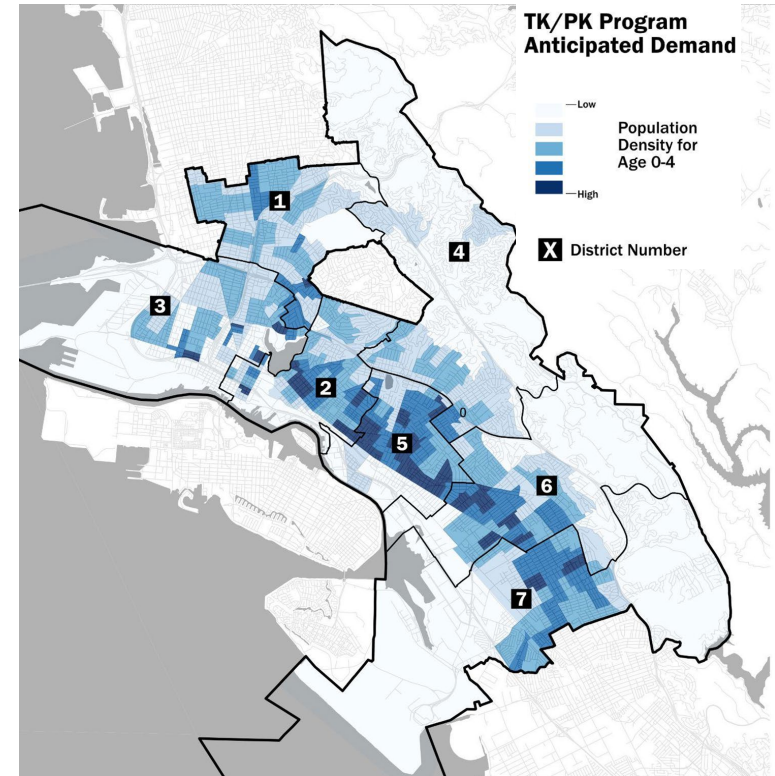 TK/PK Program
Anticipated Demand
Low
Population
Density for
Age 0-4
High
X District Number
1
4
3
2
0
5
6
7